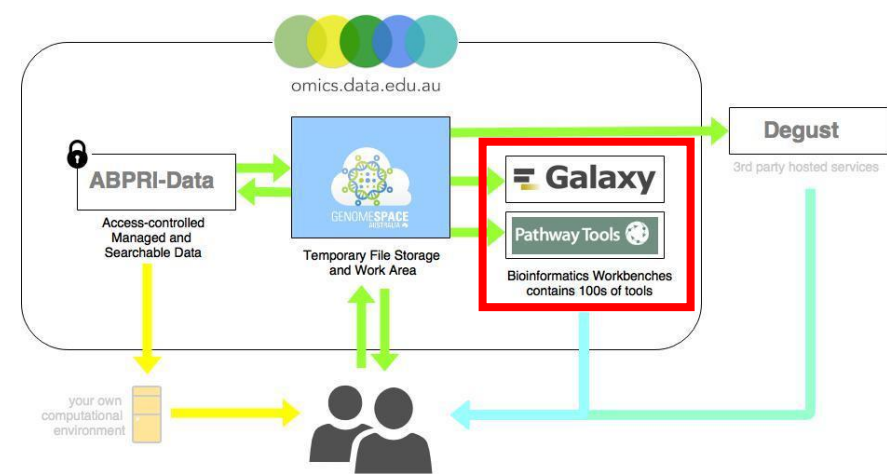 omics.data.edu.au
ABPRI-Data
Access-controlled
Managed and
Searchable Data
GENOMESPACE
AUSTRALIA
Temporary File Storage
and Work Area
Galaxy
Pathway Tools
Bioinformatics Workbenches
contains 100s of tools
Degust
3rd party hosted services
your own
computational
environment